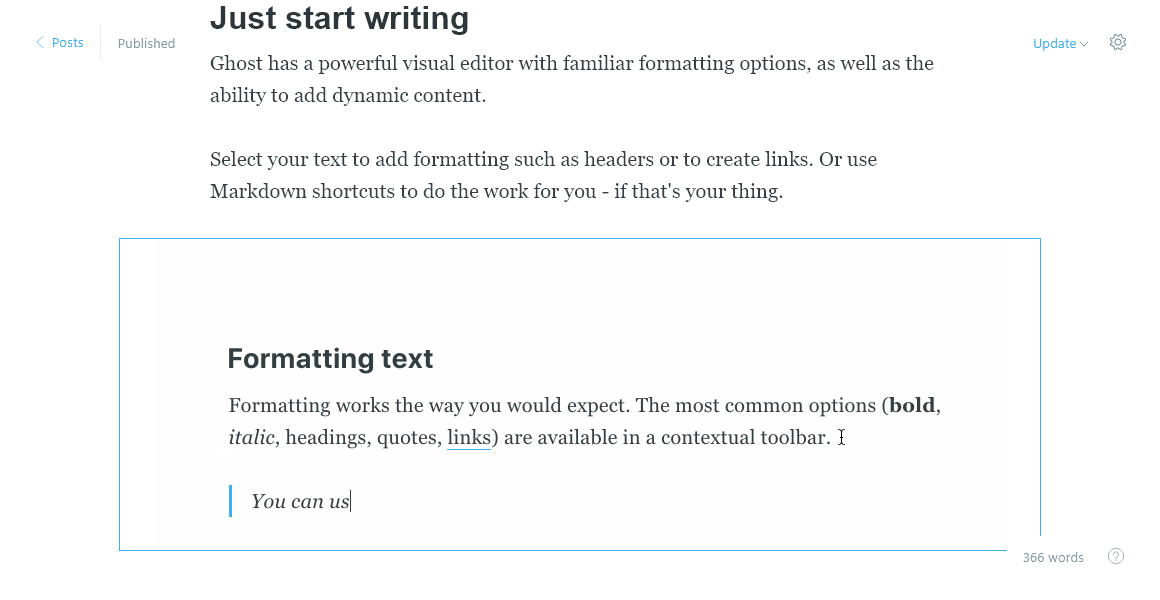 Just start writing
Posts
Published
Update
Ghost has a powerful visual editor with familiar formatting options, as well as the
ability to add dynamic content.
Select your text to add formatting such as headers or to create links. Or use
Markdown shortcuts to do the work for you - if that's your thing.
Formatting text
Formatting works the way you would expect. The most common options (bold,
italic, headings, quotes, links) are available in a contextual toolbar.
You can us
366 words
?